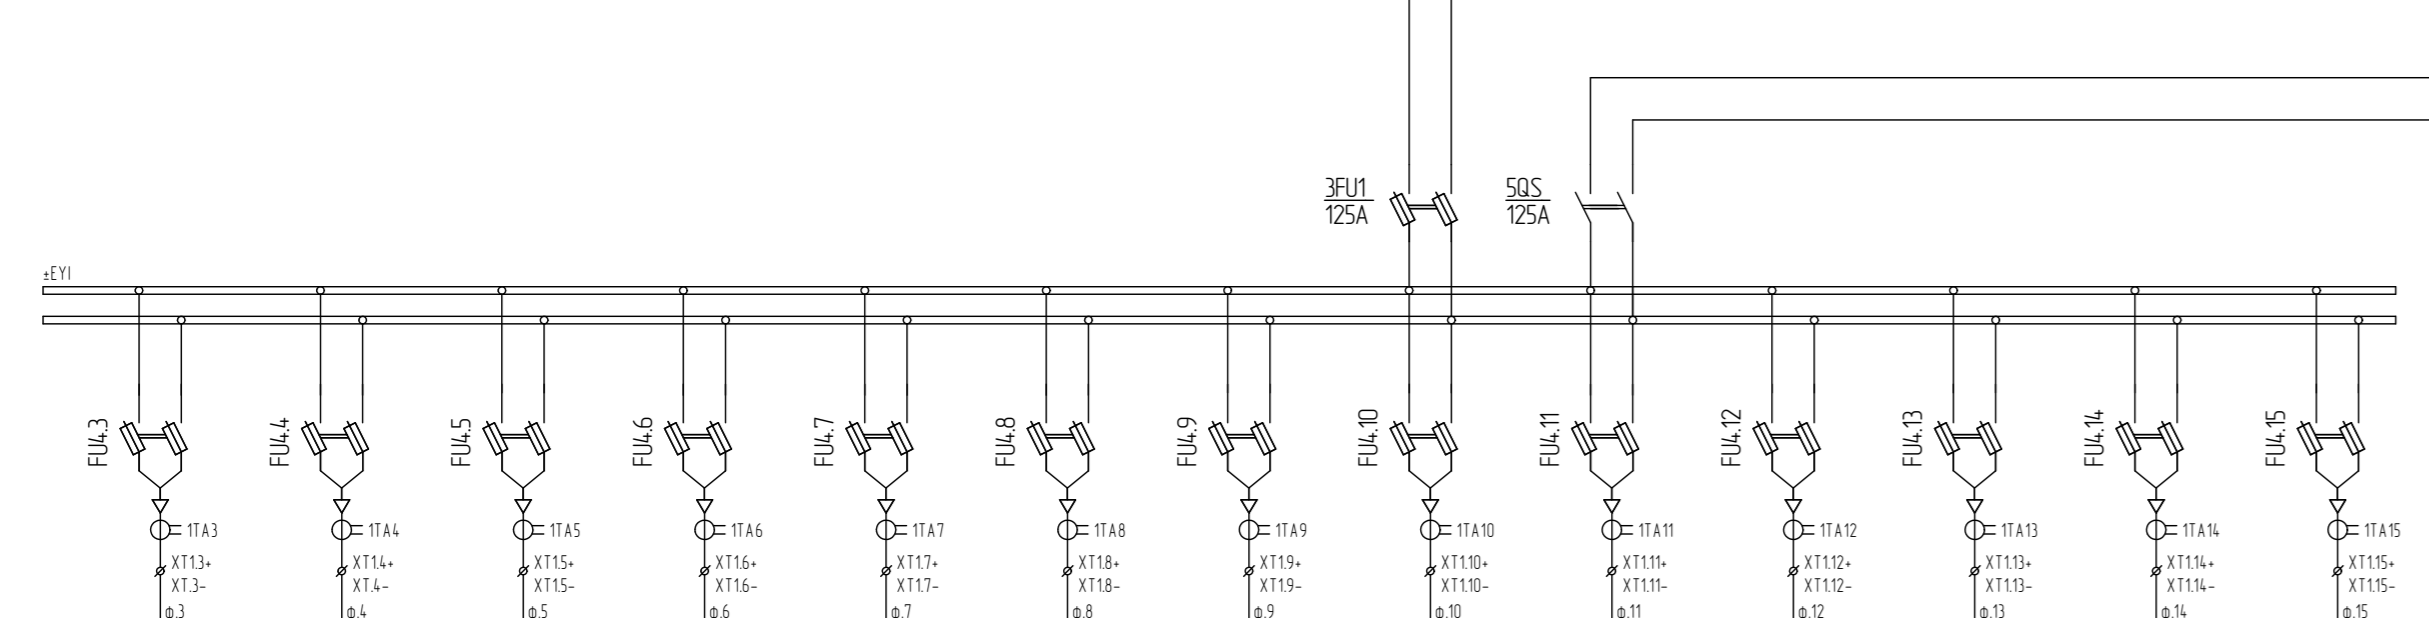 3FU1
125A
5QS
125A
±EYI
FU4.3
FU4.4
FU4.5
FU4.6
FU4.7
FU4.8
FU4.9
FU4.10
FU4.11
FU4.12
FU4.13
FU4.14
FU4.15
1TA3
1TA4
1TA5
1TA6
1TA7
1TA8
1TA9
1TA10
1TA11
1TA12
1TA13
1TA14
1TA15
XT1.3+
XT.3-
XT1.4+
XT.4-
XT1.5+
XT1.5-
XT1.6+
XT1.6-
XT1.7+
XT1.7-
XT1.8+
XT1.8-
XT1.9+
XT1.9-
XT1.10+
XT1.10-
XT1.11+
XT1.11-
XT1.12+
XT1.12-
XT1.13+
XT1.13-
XT1.14+
XT1.14-
XT1.15+
XT1.15-
ф.3
ф.4
ф.5
ф.6
ф.7
ф.8
ф.9
ф.10
ф.11
ф.12
ф.13
ф.14
ф.15